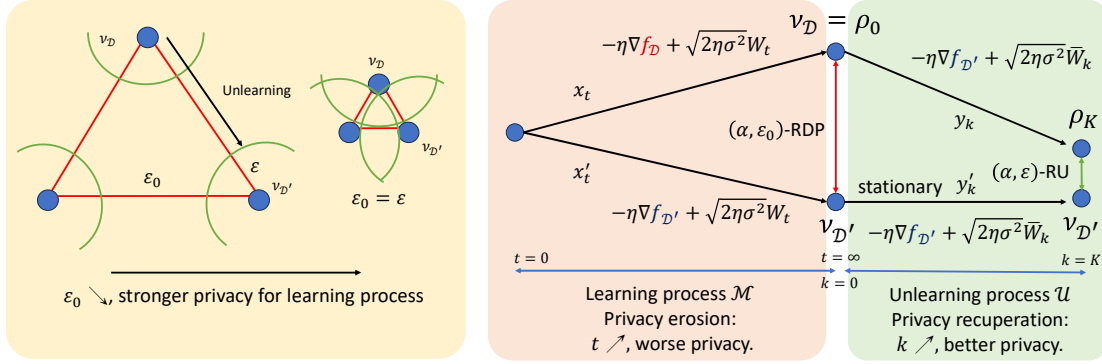 ν_𝒟
Unlearning
ε
ν_𝒟′
ε₀
ν_𝒟
ν_𝒟′
ε₀ = ε
ε₀ ↘, stronger privacy for learning process
ν_𝒟 = ρ₀
−η∇f_𝒟 + √(2ησ²)W_t
x_t
(α, ε₀)-RDP
x′_t
−η∇f_𝒟′ + √(2ησ²)W_t
ν_𝒟′
t = 0
t = ∞
k = 0
Learning process ℳ
Privacy erosion:
t ↗, worse privacy.
−η∇f_𝒟′ + √(2ησ²)W̄_k
y_k
ρ_K
(α, ε)-RU
stationary y′_k
ν_𝒟′
−η∇f_𝒟′ + √(2ησ²)W̄_k
k = K
Unlearning process 𝒰
Privacy recuperation:
k ↗, better privacy.